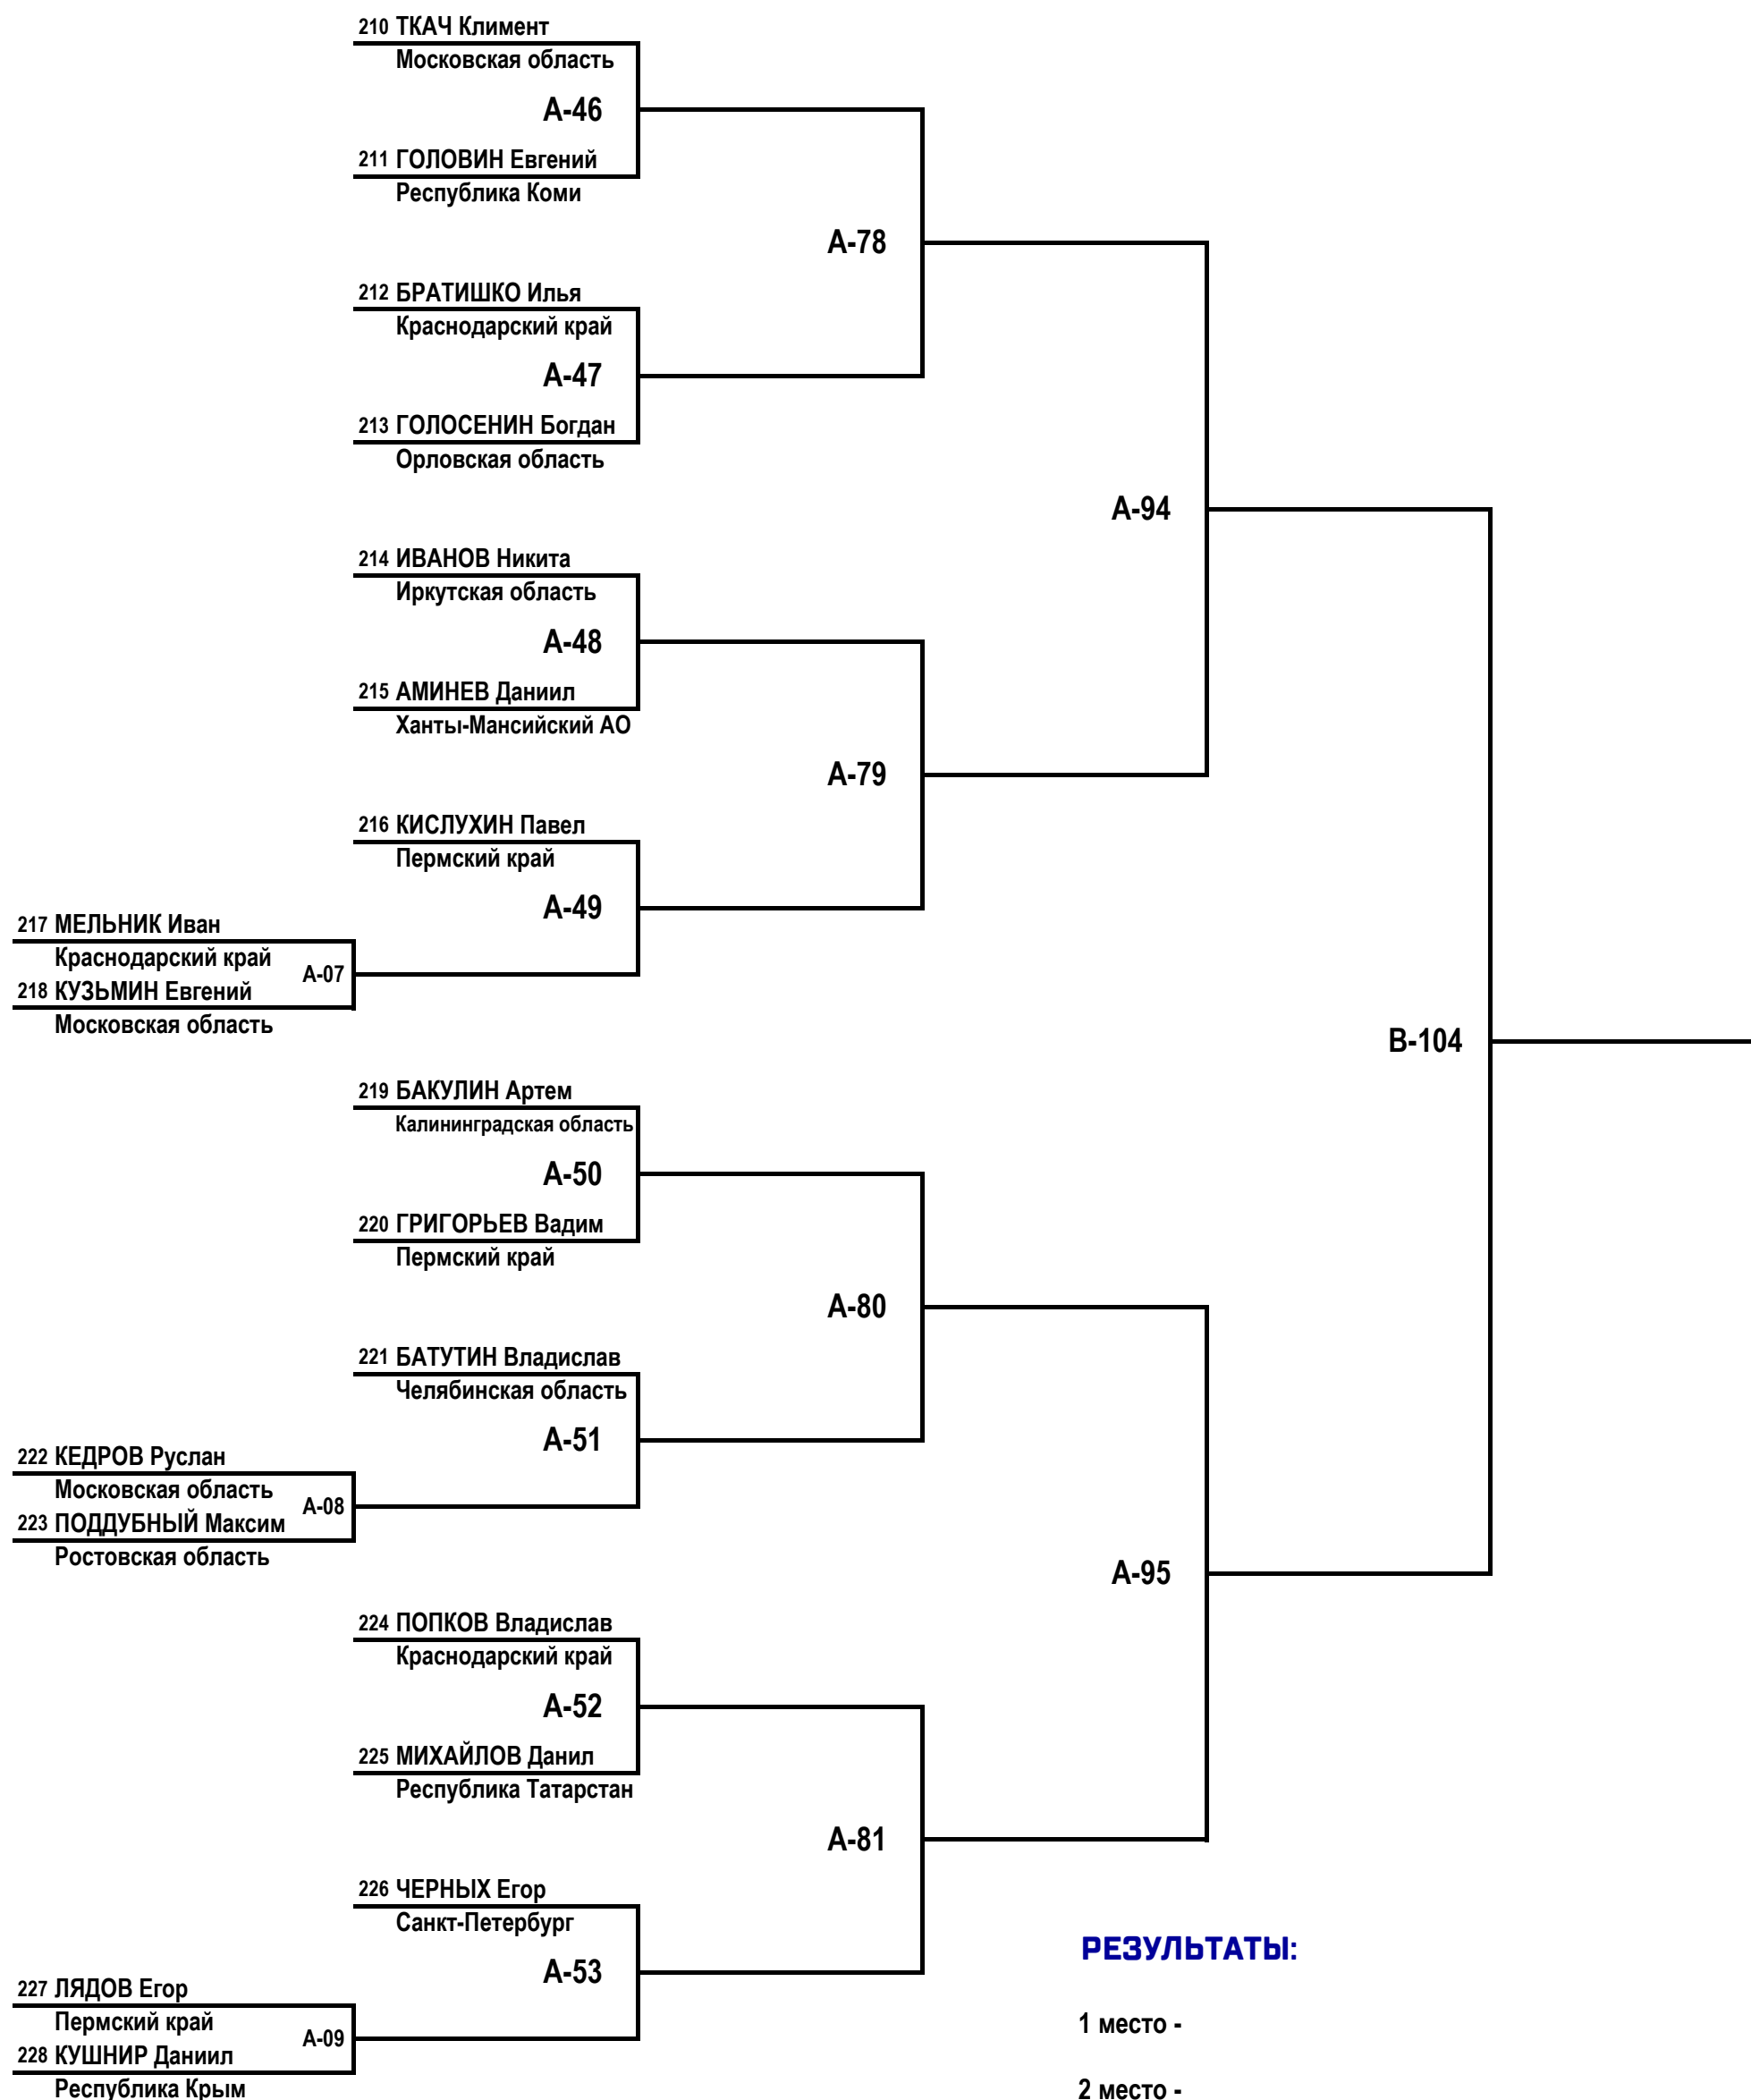 210 ТКАЧ Климент
Московская область
А-46
211 ГОЛОВИН Евгений
Республика Коми
А-78
212 БРАТИШКО Илья
Краснодарский край
А-47
213 ГОЛОСЕНИН Богдан
Орловская область
А-94
214 ИВАНОВ Никита
Иркутская область
А-48
215 АМИНЕВ Даниил
Ханты-Мансийский АО
А-79
216 КИСЛУХИН Павел
Пермский край
А-49
217 МЕЛЬНИК Иван
Краснодарский край
А-07
218 КУЗЬМИН Евгений
Московская область
В-104
219 БАКУЛИН Артем
Калининградская область
А-50
220 ГРИГОРЬЕВ Вадим
Пермский край
А-80
221 БАТУТИН Владислав
Челябинская область
А-51
222 КЕДРОВ Руслан
Московская область
А-08
223 ПОДДУБНЫЙ Максим
Ростовская область
А-95
224 ПОПКОВ Владислав
Краснодарский край
А-52
225 МИХАЙЛОВ Данил
Республика Татарстан
А-81
226 ЧЕРНЫХ Егор
Санкт-Петербург
РЕЗУЛЬТАТЫ:
А-53
227 ЛЯДОВ Егор
Пермский край
1 место -
А-09
228 КУШНИР Даниил
Республика Крым
2 место -